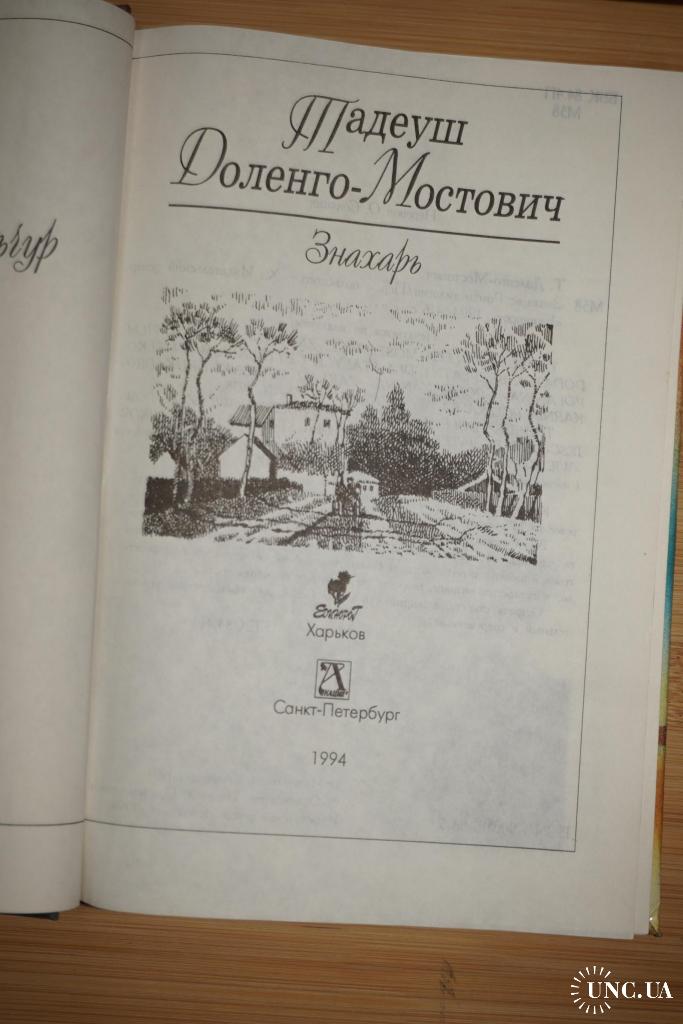 Тадеуш
Доленго-Мостович
Знахарь
Харьков
Санкт-Петербург
1994
UNC.UA